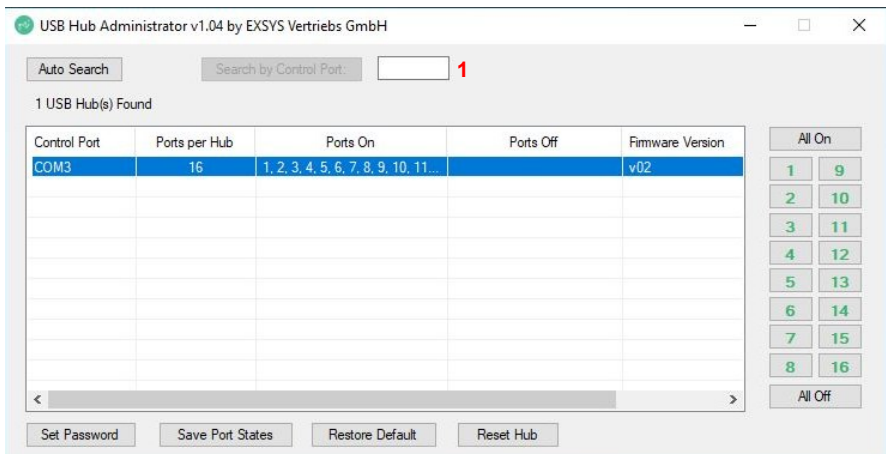 USB Hub Administrator v1.04 by EXSYS Vertriebs GmbH
Auto Search Search by Control Port: 1
1 USB Hub(s) Found
Control Port Ports per Hub Ports On Ports Off Firmware Version
COM3 16 1, 2, 3, 4, 5, 6, 7, 8, 9, 10, 11... v02
All On
1 9
2 10
3 11
4 12
5 13
6 14
7 15
8 16
All Off
Set Password Save Port States Restore Default Reset Hub